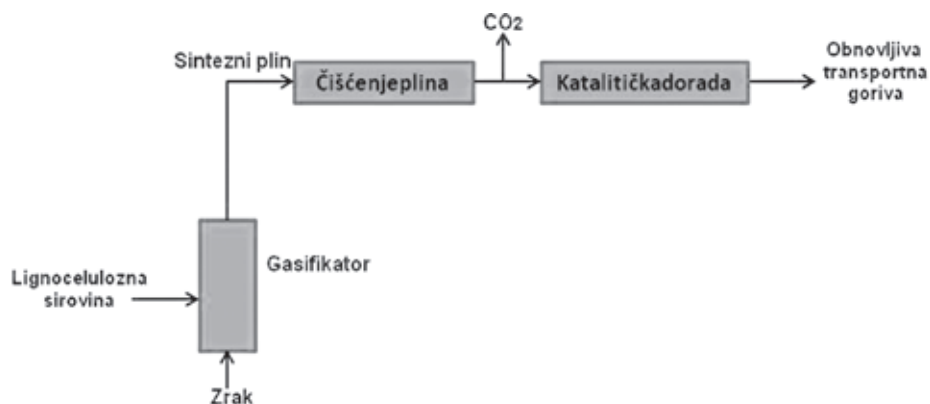 CO2
Sintezni plin
Čišćenjeplina
Katalitičkadorada
Obnovljiva
transportna
goriva
Gasifikator
Lignocelulozna
sirovina
Zrak